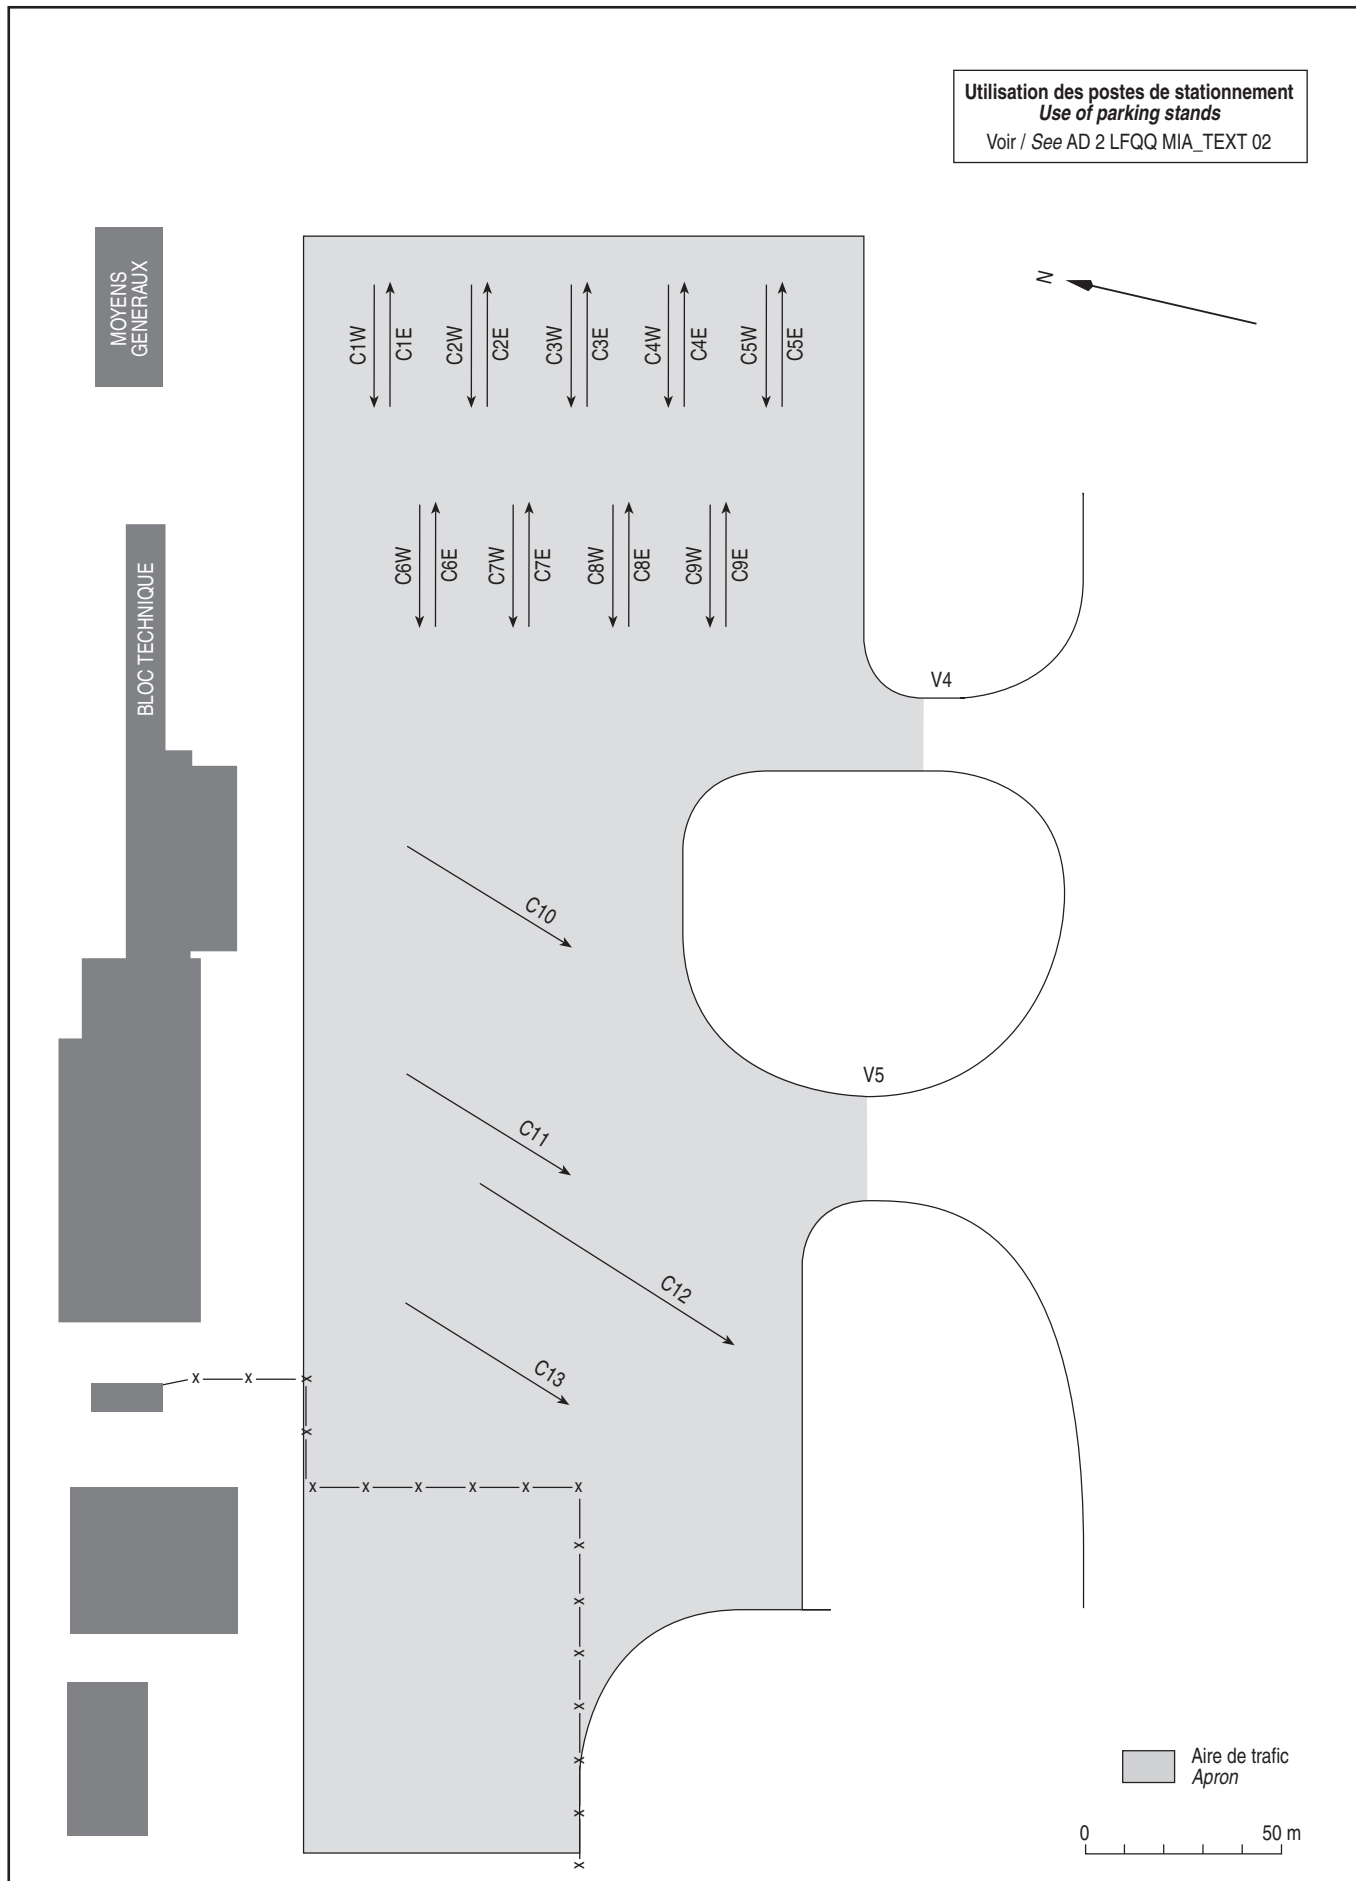 Utilisation des postes de stationnement
Use of parking stands
Voir / See AD 2 LFQQ MIA_TEXT 02
MOYENS
GENERAUX
N
C1W
C1E
C2W
C2E
C3W
C3E
C4W
C4E
C5W
C5E
C6W
C6E
C7W
C7E
C8W
C8E
C9W
C9E
BLOC TECHNIQUE
V4
C10
V5
C11
C12
C13
Aire de trafic
Apron
0 50 m